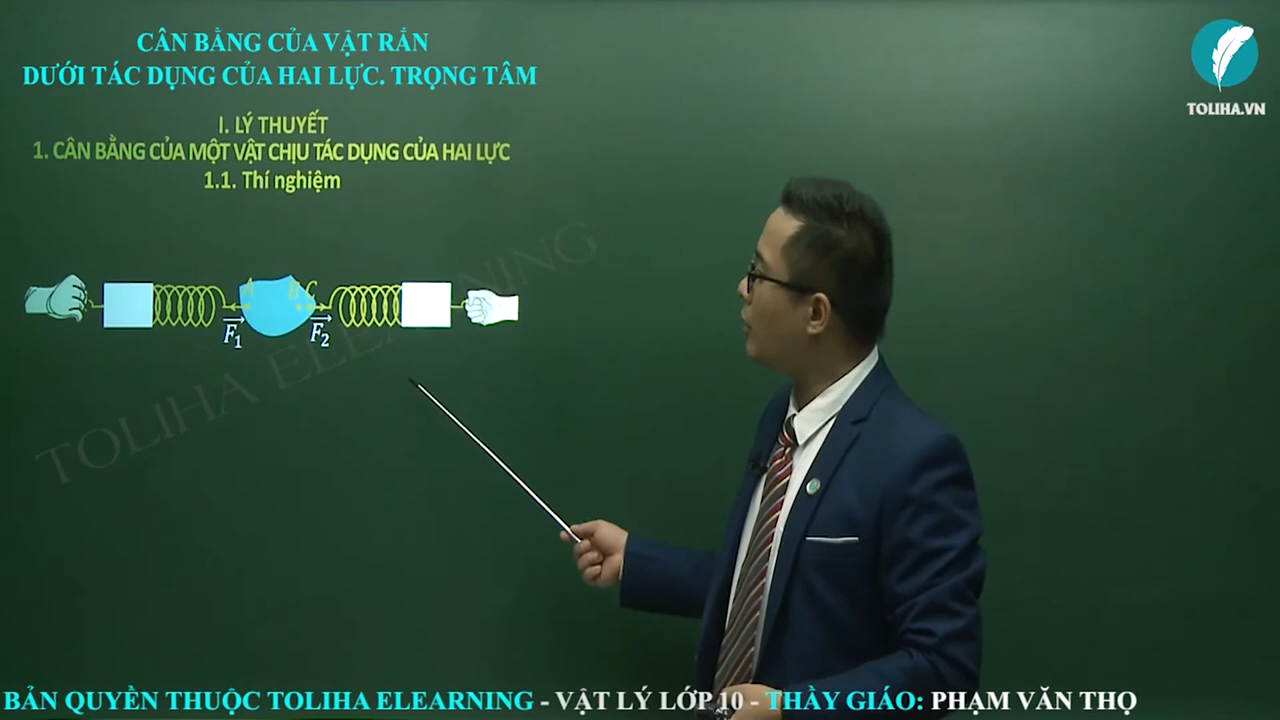 CÂN BẰNG CỦA VẬT RẮN
DƯỚI TÁC DỤNG CỦA HAI LỰC. TRỌNG TÂM
TOLIHA.VN
I. LÝ THUYẾT
1. CÂN BẰNG CỦA MỘT VẬT CHỊU TÁC DỤNG CỦA HAI LỰC
1.1. Thí nghiệm
TOLIHA ELEARNING
A B C
F₁ F₂
BẢN QUYỀN THUỘC TOLIHA ELEARNING - VẬT LÝ LỚP 10 - THẦY GIÁO: PHẠM VĂN THỌ